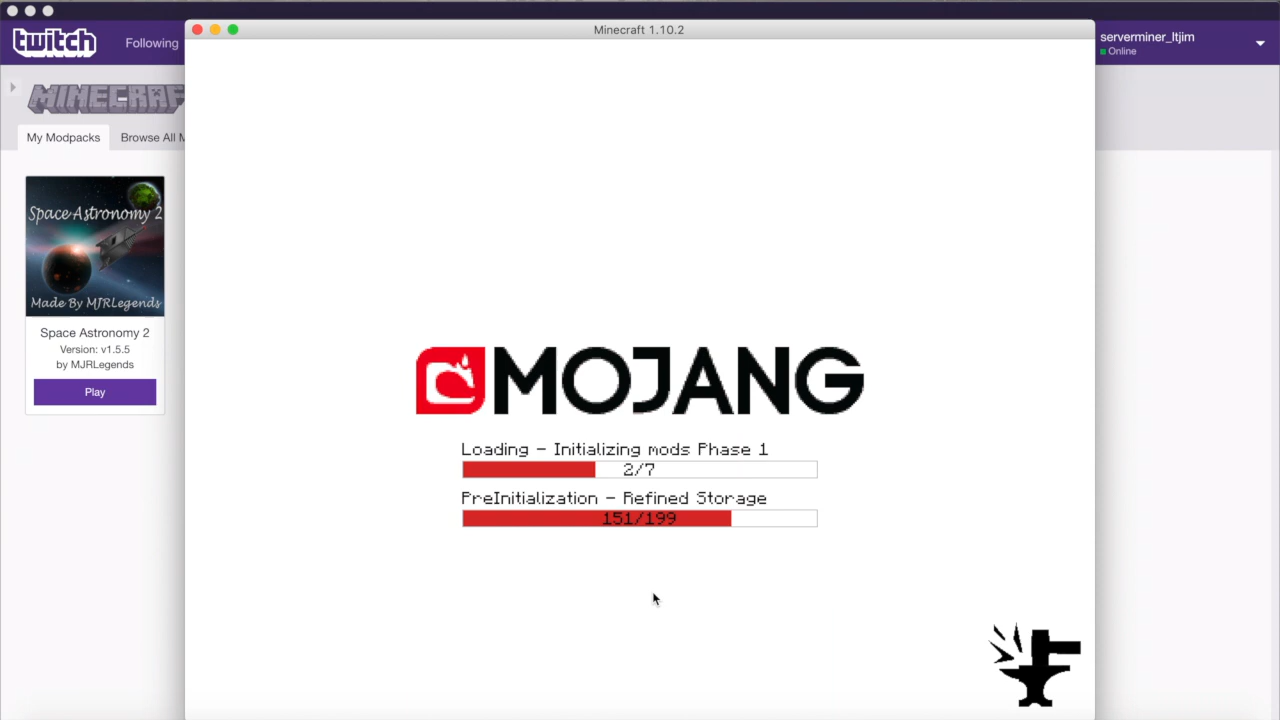 Minecraft 1.10.2
twitch
Following
serverminer_ltjim
Online
MINECRAF
My Modpacks
Browse All M
Space Astronomy 2
Made By MJRLegends
Space Astronomy 2
Version: v1.5.5
by MJRLegends
Play
MOJANG
Loading - Initializing mods Phase 1
2/7
PreInitialization - Refined Storage
151/199